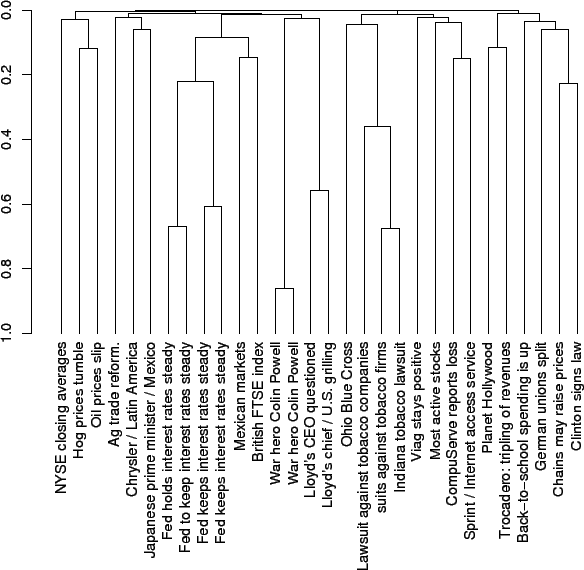 0.0
0.2
0.4
0.6
0.8
1.0
NYSE closing averages
Hog prices tumble
Oil prices slip
Ag trade reform.
Chrysler / Latin America
Japanese prime minister / Mexico
Fed holds interest rates steady
Fed to keep interest rates steady
Fed keeps interest rates steady
Fed keeps interest rates steady
Mexican markets
British FTSE index
War hero Colin Powell
War hero Colin Powell
Lloyd's CEO questioned
Lloyd's chief / U.S. grilling
Ohio Blue Cross
Lawsuit against tobacco companies
suits against tobacco firms
Indiana tobacco lawsuit
Viag stays positive
Most active stocks
CompuServe reports loss
Sprint / Internet access service
Planet Hollywood
Trocadero: tripling of revenues
Back-to-school spending is up
German unions split
Chains may raise prices
Clinton signs law